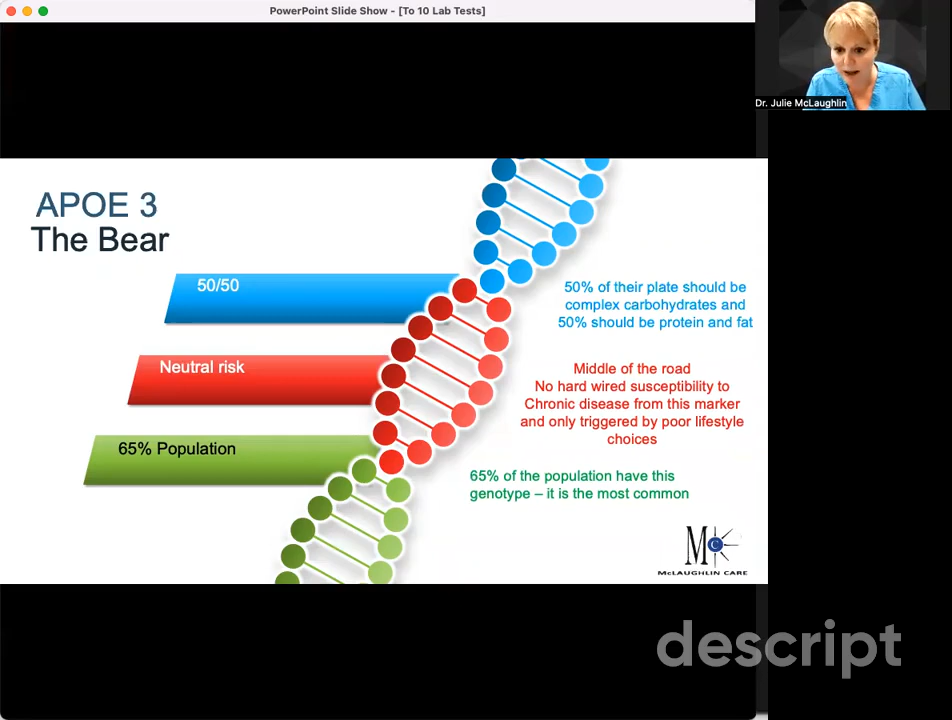 PowerPoint Slide Show - [To 10 Lab Tests]
Dr. Julie McLaughlin
APOE 3
The Bear
50/50
50% of their plate should be
complex carbohydrates and
50% should be protein and fat
Neutral risk
Middle of the road
No hard wired susceptibility to
Chronic disease from this marker
and only triggered by poor lifestyle
choices
65% Population
65% of the population have this
genotype – it is the most common
M C
McLAUGHLIN CARE
descript